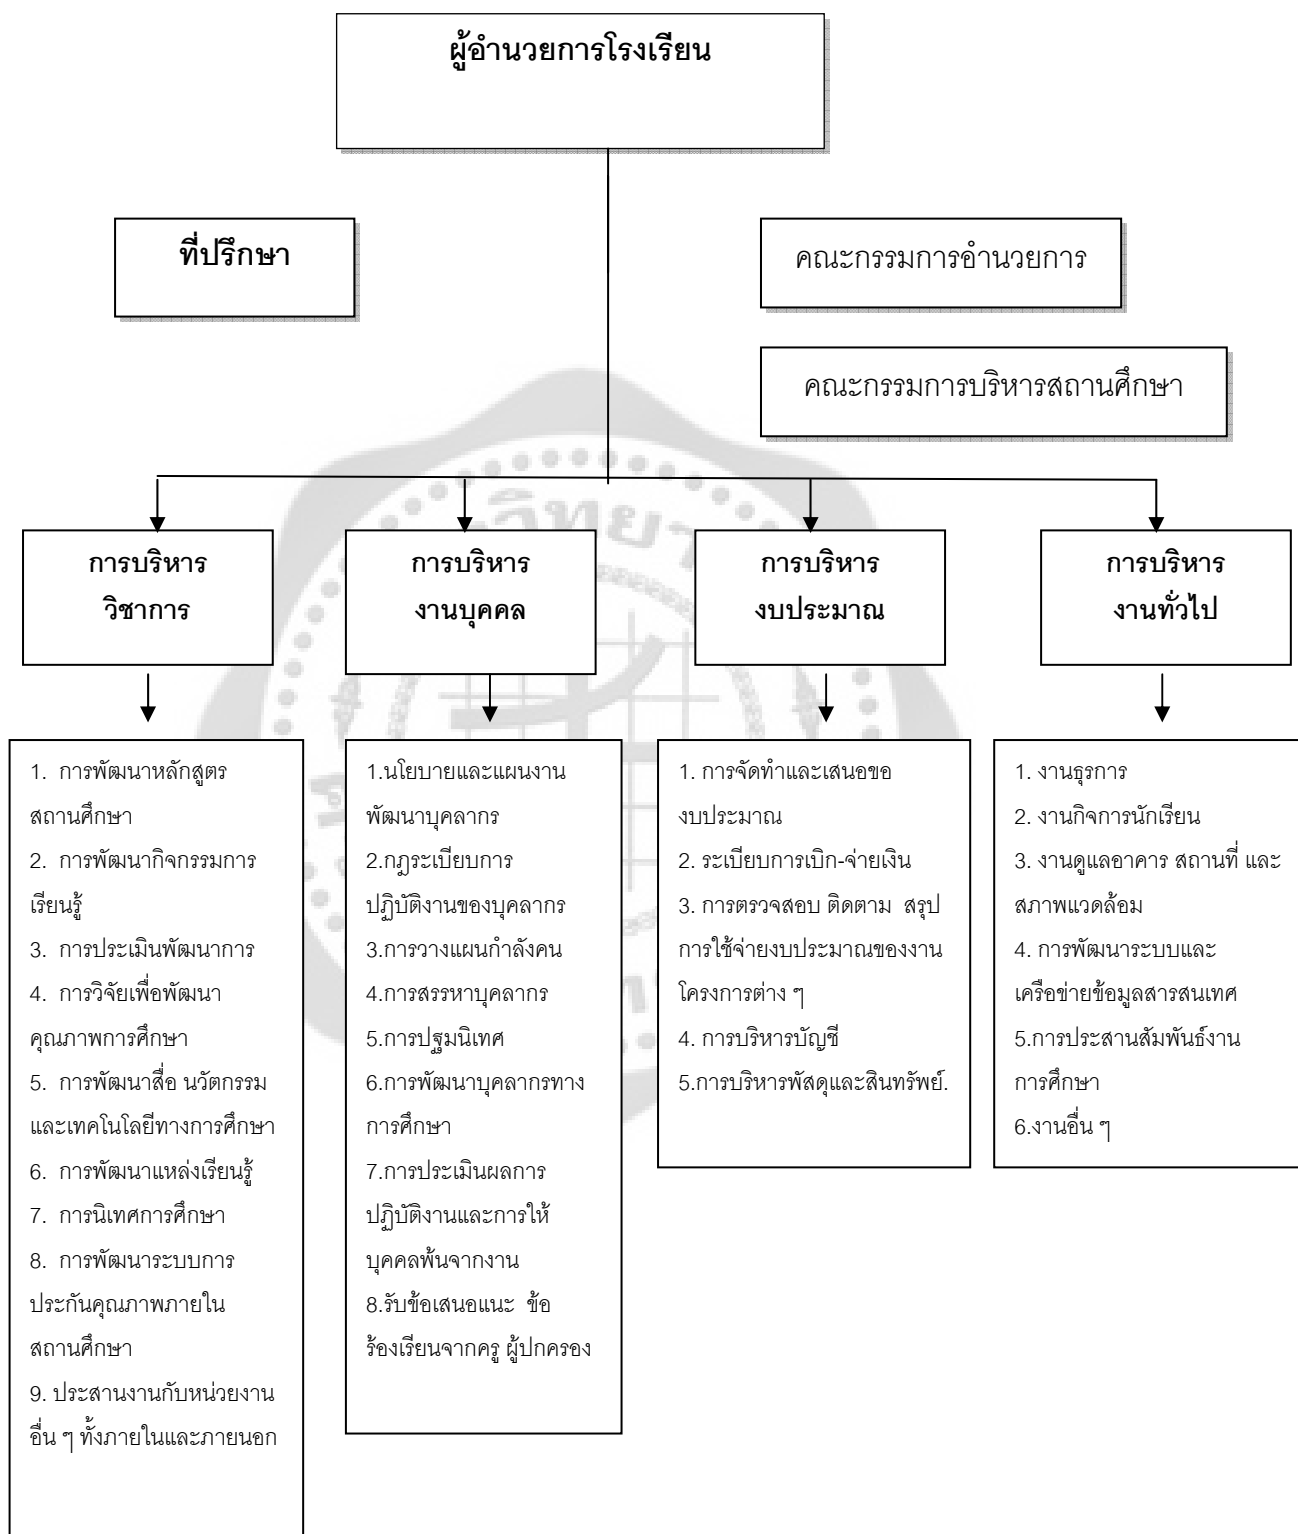 ผู้อำนวยการโรงเรียน
ที่ปรึกษา
คณะกรรมการอำนวยการ
คณะกรรมการบริหารสถานศึกษา
การบริหาร
วิชาการ
การบริหาร
งานบุคคล
การบริหาร
งบประมาณ
การบริหาร
งานทั่วไป
1. การพัฒนาหลักสูตร
สถานศึกษา
2. การพัฒนากิจกรรมการ
เรียนรู้
3. การประเมินพัฒนาการ
4. การวิจัยเพื่อพัฒนา
คุณภาพการศึกษา
5. การพัฒนาสื่อ นวัตกรรม
และเทคโนโลยีทางการศึกษา
6. การพัฒนาแหล่งเรียนรู้
7. การนิเทศการศึกษา
8. การพัฒนาระบบการ
ประกันคุณภาพภายใน
สถานศึกษา
9. ประสานงานกับหน่วยงาน
อื่น ๆ ทั้งภายในและภายนอก
1.นโยบายและแผนงาน
พัฒนาบุคลากร
2.กฎระเบียบการ
ปฏิบัติงานของบุคลากร
3.การวางแผนกำลังคน
4.การสรรหาบุคลากร
5.การปฐมนิเทศ
6.การพัฒนาบุคลากรทาง
การศึกษา
7.การประเมินผลการ
ปฏิบัติงานและการให้
บุคคลพ้นจากงาน
8.รับข้อเสนอแนะ ข้อ
ร้องเรียนจากครู ผู้ปกครอง
1. การจัดทำและเสนอขอ
งบประมาณ
2. ระเบียบการเบิก-จ่ายเงิน
3. การตรวจสอบ ติดตาม สรุป
การใช้จ่ายงบประมาณของงาน
โครงการต่าง ๆ
4. การบริหารบัญชี
5.การบริหารพัสดุและสินทรัพย์.
1. งานธุรการ
2. งานกิจการนักเรียน
3. งานดูแลอาคาร สถานที่ และ
สภาพแวดล้อม
4. การพัฒนาระบบและ
เครือข่ายข้อมูลสารสนเทศ
5.การประสานสัมพันธ์งาน
การศึกษา
6.งานอื่น ๆ